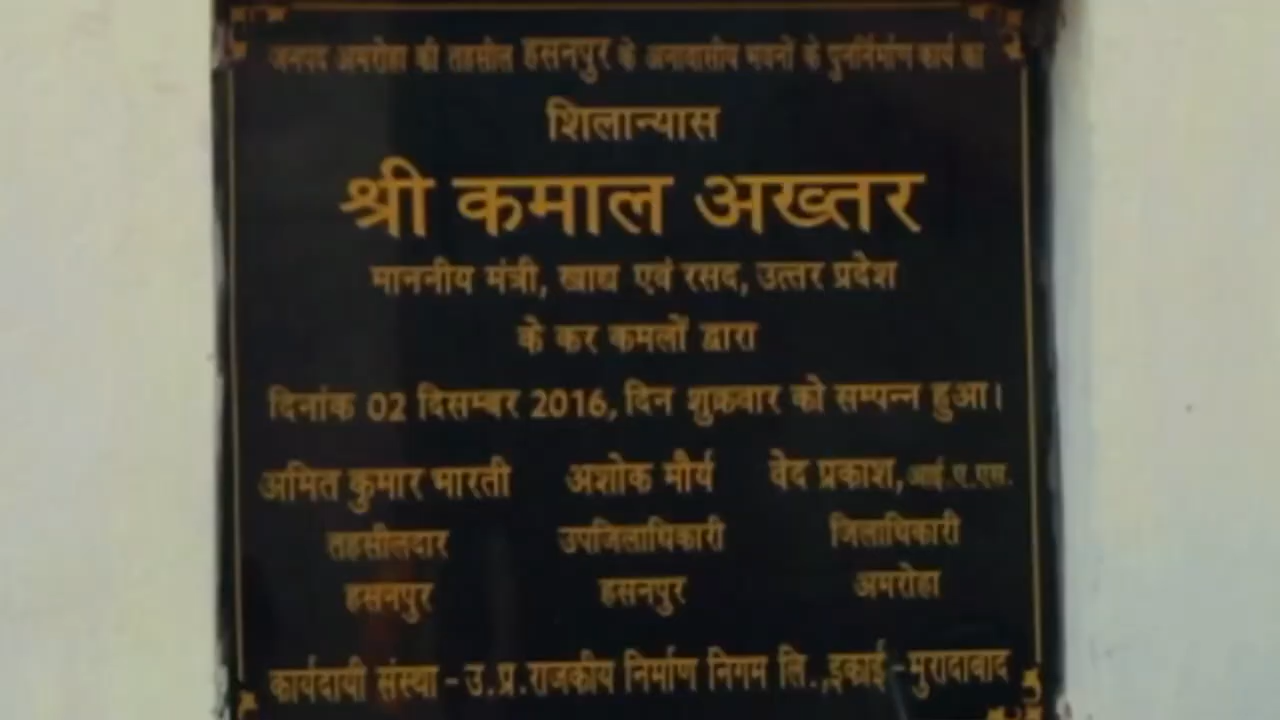 जनपद अमरोहा की तहसील हसनपुर के अनावासीय भवनों के पुनर्निर्माण कार्य का
शिलान्यास
श्री कमाल अख्तर
माननीय मंत्री, खाद्य एवं रसद, उत्तर प्रदेश
के कर कमलों द्वारा
दिनांक 02 दिसम्बर 2016, दिन शुक्रवार को सम्पन्न हुआ।
अमित कुमार भारती अशोक मौर्य वेद प्रकाश, आई.ए.एस.
तहसीलदार उपजिलाधिकारी जिलाधिकारी
हसनपुर हसनपुर अमरोहा
कार्यदायी संस्था - उ.प्र.राजकीय निर्माण निगम लि.,इकाई -मुरादाबाद